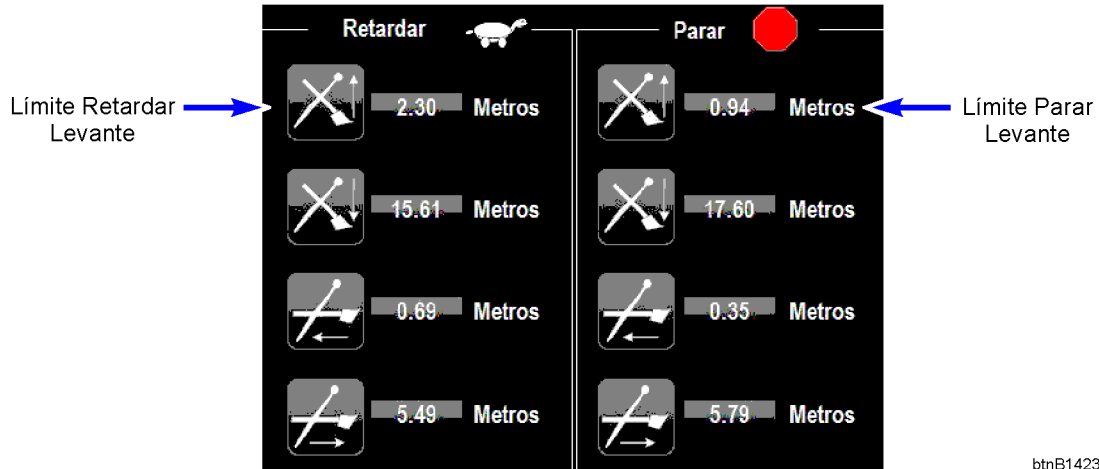 Retardar
Parar
Límite Retardar
Levante
2.30 Metros
0.94 Metros
Límite Parar
Levante
15.61 Metros
17.60 Metros
0.69 Metros
0.35 Metros
5.49 Metros
5.79 Metros
btnB1423